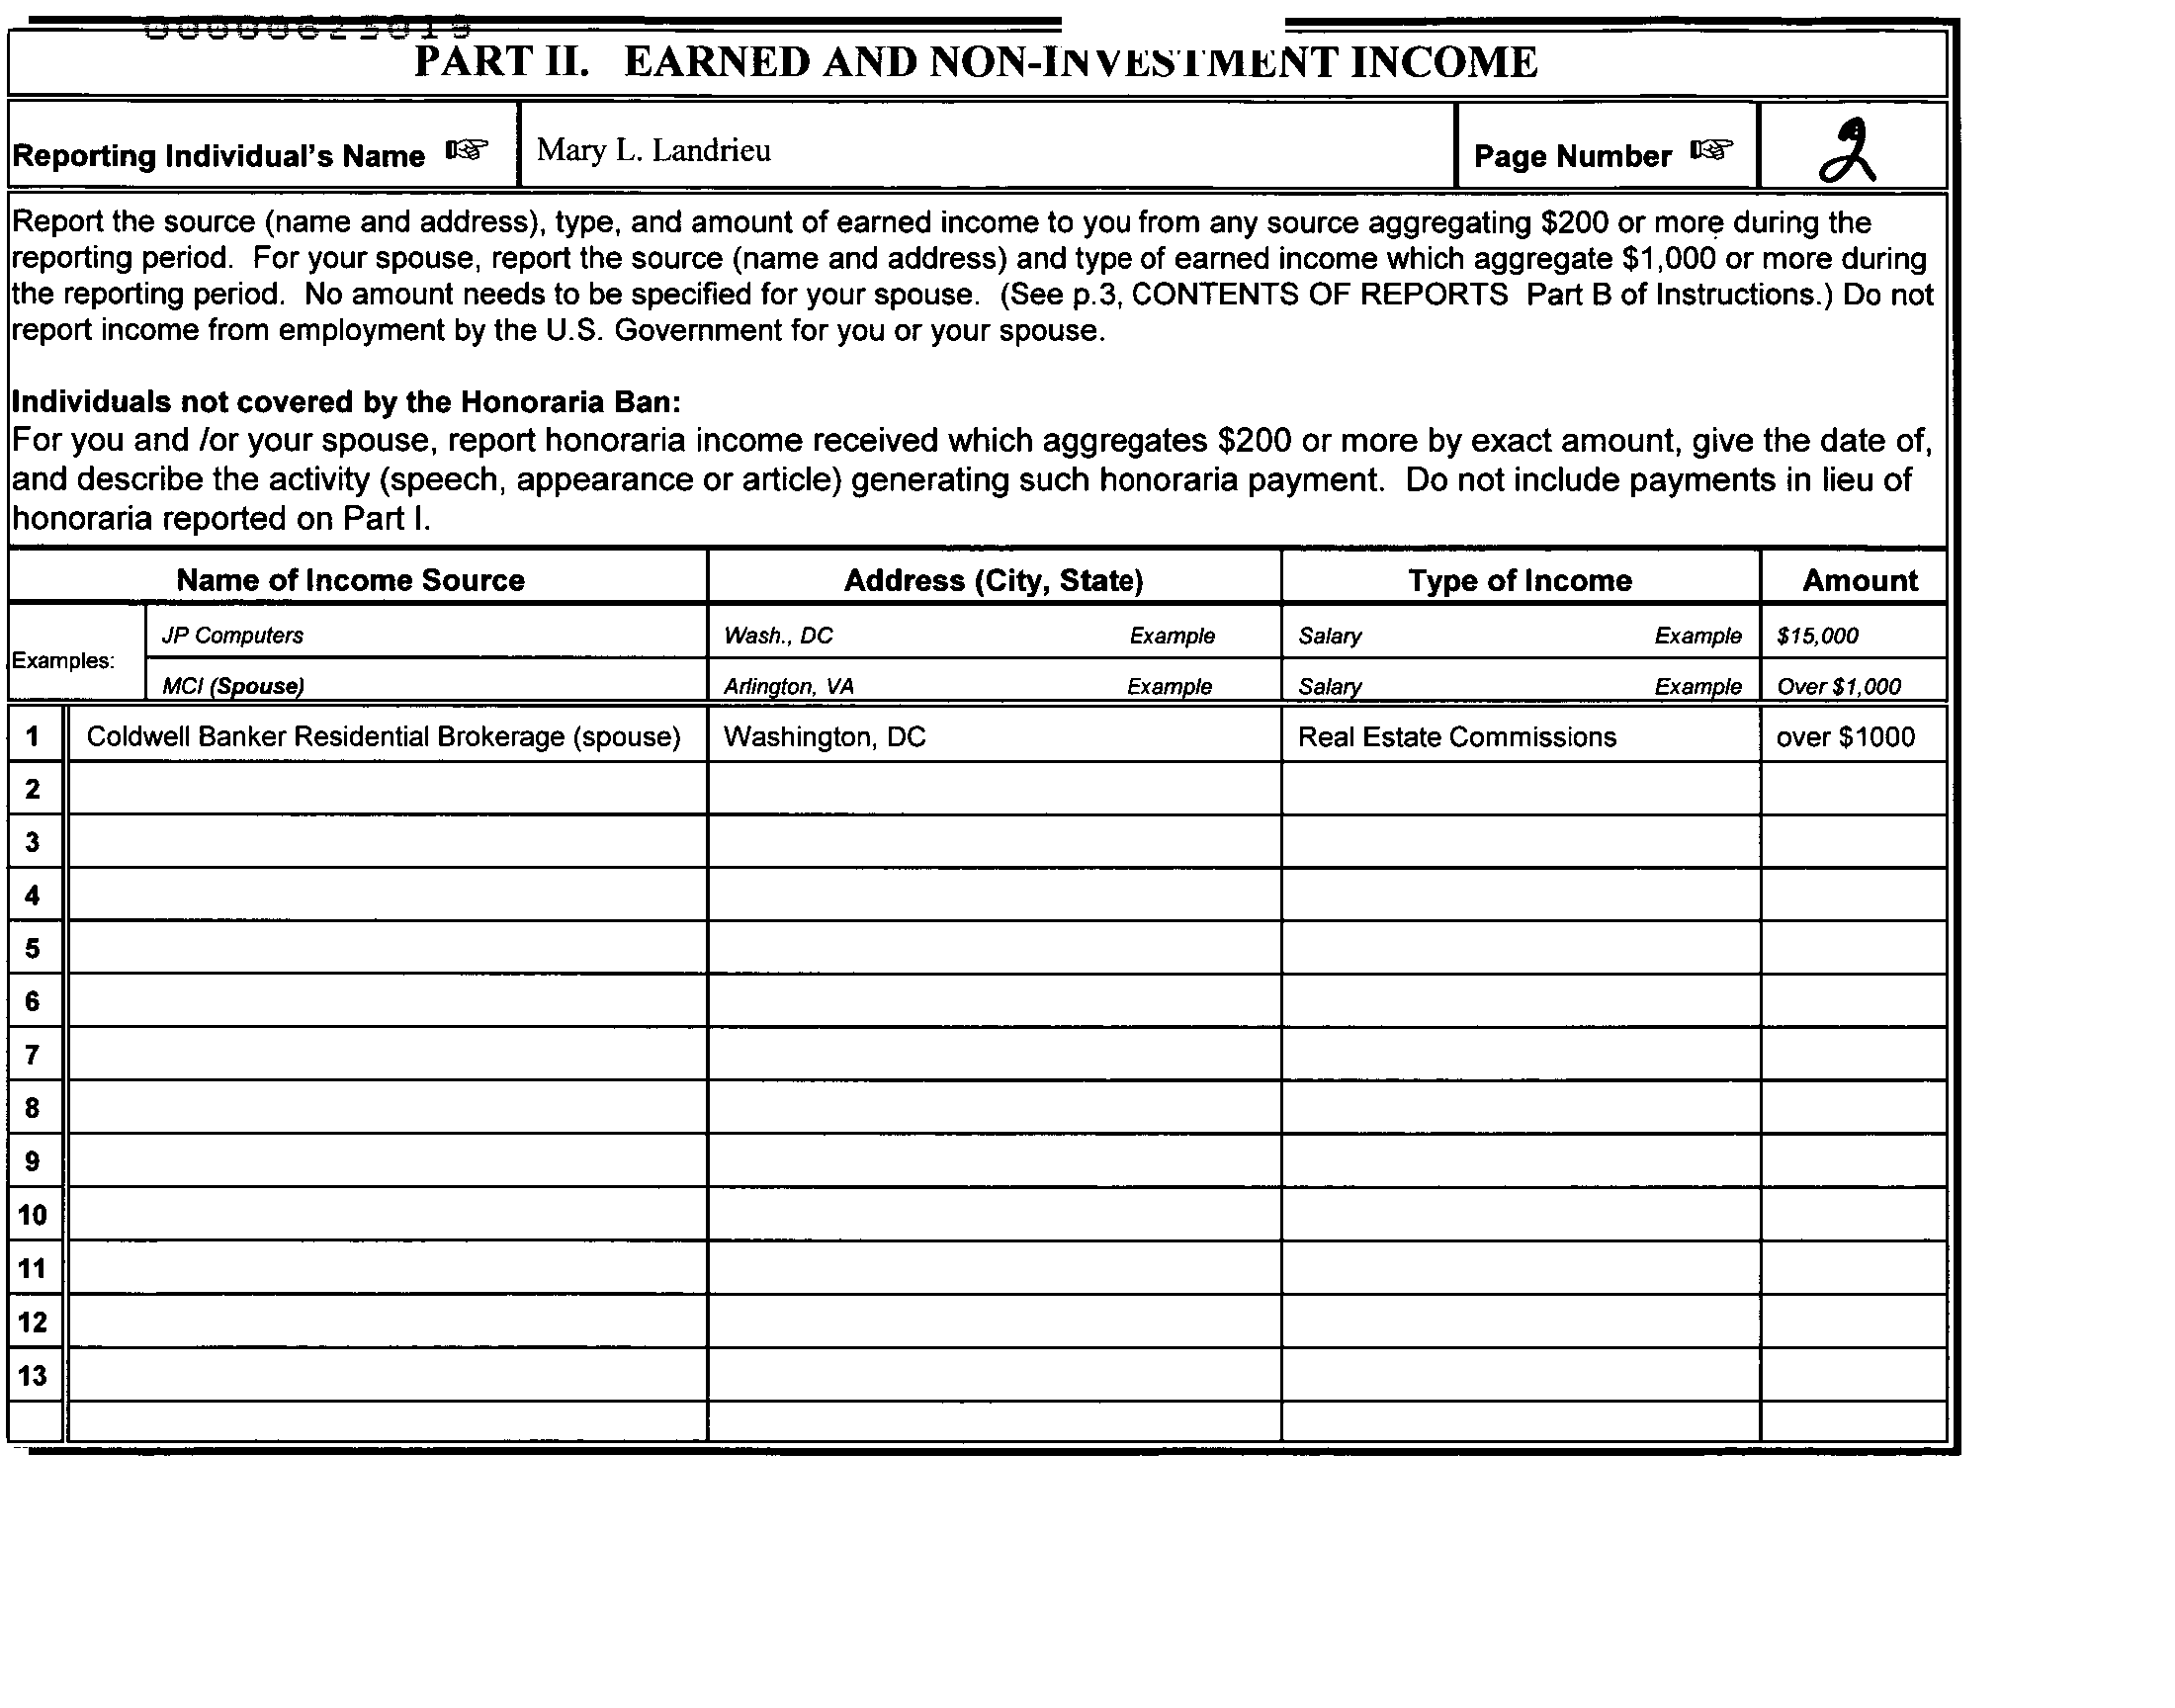 PART II. EARNED AND NON-INVESTMENT INCOME
Reporting Individual's Name ☞ Mary L. Landrieu Page Number ☞ 2
Report the source (name and address), type, and amount of earned income to you from any source aggregating $200 or more during the
reporting period. For your spouse, report the source (name and address) and type of earned income which aggregate $1,000 or more during
the reporting period. No amount needs to be specified for your spouse. (See p.3, CONTENTS OF REPORTS Part B of Instructions.) Do not
report income from employment by the U.S. Government for you or your spouse.
Individuals not covered by the Honoraria Ban:
For you and /or your spouse, report honoraria income received which aggregates $200 or more by exact amount, give the date of,
and describe the activity (speech, appearance or article) generating such honoraria payment. Do not include payments in lieu of
honoraria reported on Part I.
Name of Income Source Address (City, State) Type of Income Amount
Examples: JP Computers Wash., DC Example Salary Example $15,000
MCI (Spouse) Arlington, VA Example Salary Example Over $1,000
1 Coldwell Banker Residential Brokerage (spouse) Washington, DC Real Estate Commissions over $1000
2
3
4
5
6
7
8
9
10
11
12
13